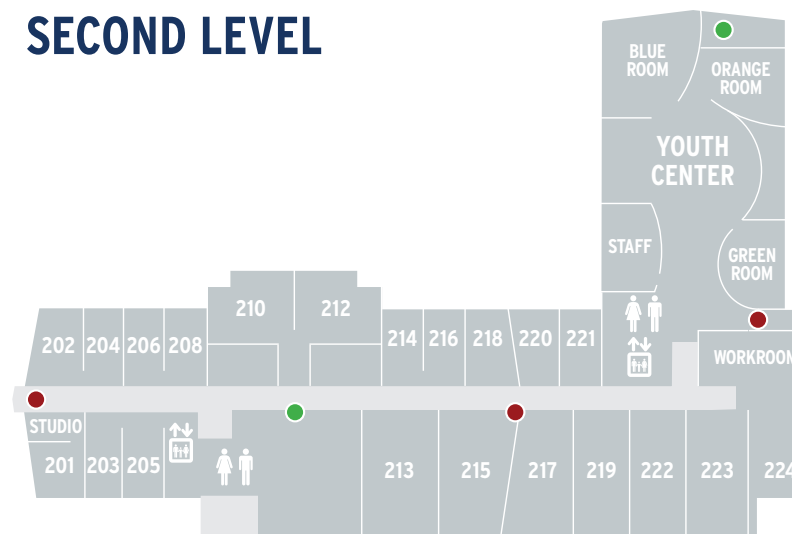 SECOND LEVEL
BLUE
ROOM
ORANGE
ROOM
YOUTH
CENTER
STAFF
GREEN
ROOM
210
212
202
204
206
208
214
216
218
220
221
WORKROOM
STUDIO
201
203
205
213
215
217
219
222
223
224